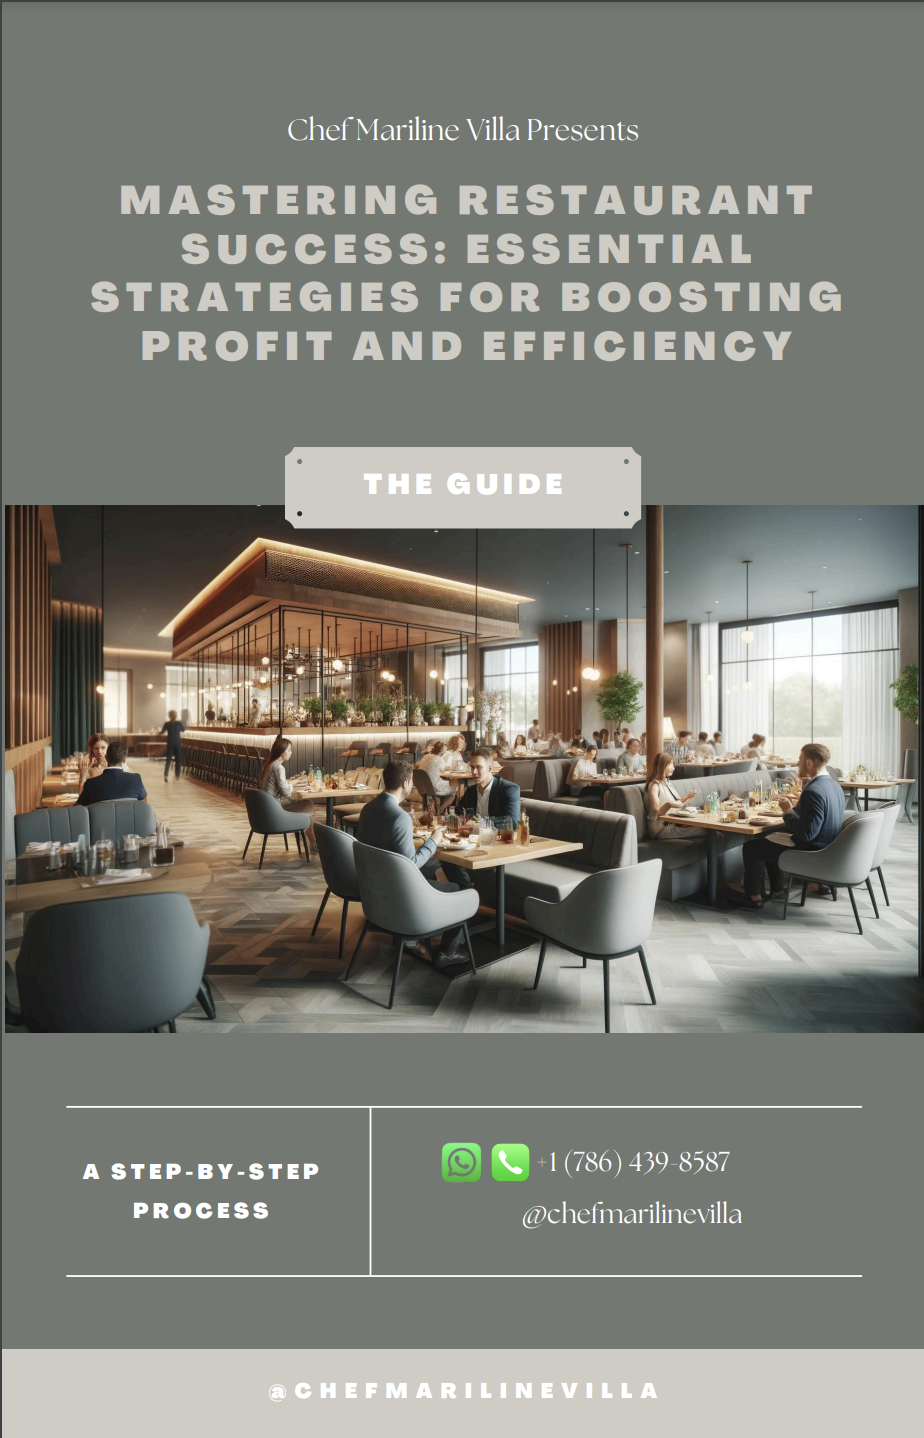 Chef Mariline Villa Presents
MASTERING RESTAURANT
SUCCESS: ESSENTIAL
STRATEGIES FOR BOOSTING
PROFIT AND EFFICIENCY
THE GUIDE
A STEP-BY-STEP
PROCESS
+1 (786) 439-8587
@chefmarilinevilla
@CHEFMARILINEVILLA